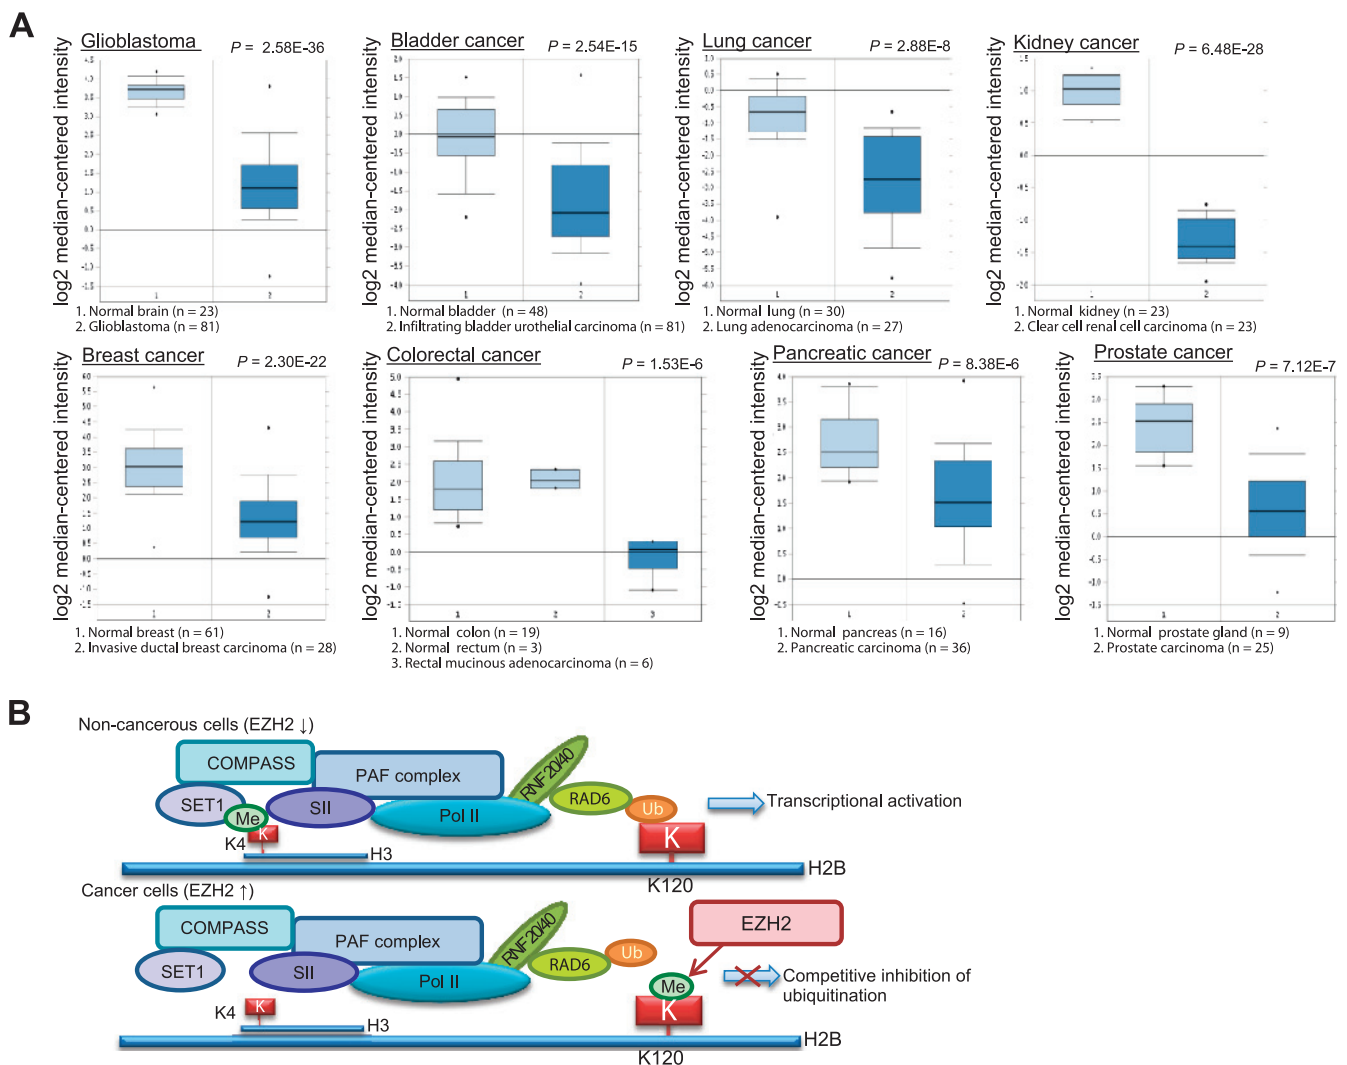 A
Glioblastoma
P = 2.58E-36
log2 median-centered intensity
1. Normal brain (n = 23)
2. Glioblastoma (n = 81)
Bladder cancer
P = 2.54E-15
log2 median-centered intensity
1. Normal bladder (n = 48)
2. Infiltrating bladder urothelial carcinoma (n = 81)
Lung cancer
P = 2.88E-8
log2 median-centered intensity
1. Normal lung (n = 30)
2. Lung adenocarcinoma (n = 27)
Kidney cancer
P = 6.48E-28
log2 median-centered intensity
1. Normal kidney (n = 23)
2. Clear cell renal cell carcinoma (n = 23)
Breast cancer
P = 2.30E-22
log2 median-centered intensity
1. Normal breast (n = 61)
2. Invasive ductal breast carcinoma (n = 28)
Colorectal cancer
P = 1.53E-6
log2 median-centered intensity
1. Normal colon (n = 19)
2. Normal rectum (n = 3)
3. Rectal mucinous adenocarcinoma (n = 6)
Pancreatic cancer
P = 8.38E-6
log2 median-centered intensity
1. Normal pancreas (n = 16)
2. Pancreatic carcinoma (n = 36)
Prostate cancer
P = 7.12E-7
log2 median-centered intensity
1. Normal prostate gland (n = 9)
2. Prostate carcinoma (n = 25)
B
Non-cancerous cells (EZH2 ↓)
COMPASS
PAF complex
RNF20/40
SET1
Me
SII
Pol II
RAD6
Ub
Transcriptional activation
K4
K
H3
K
H2B
K120
Cancer cells (EZH2 ↑)
COMPASS
PAF complex
RNF20/40
EZH2
SET1
SII
Pol II
RAD6
Ub
Me
Competitive inhibition of
ubiquitination
K4
K
H3
K
H2B
K120